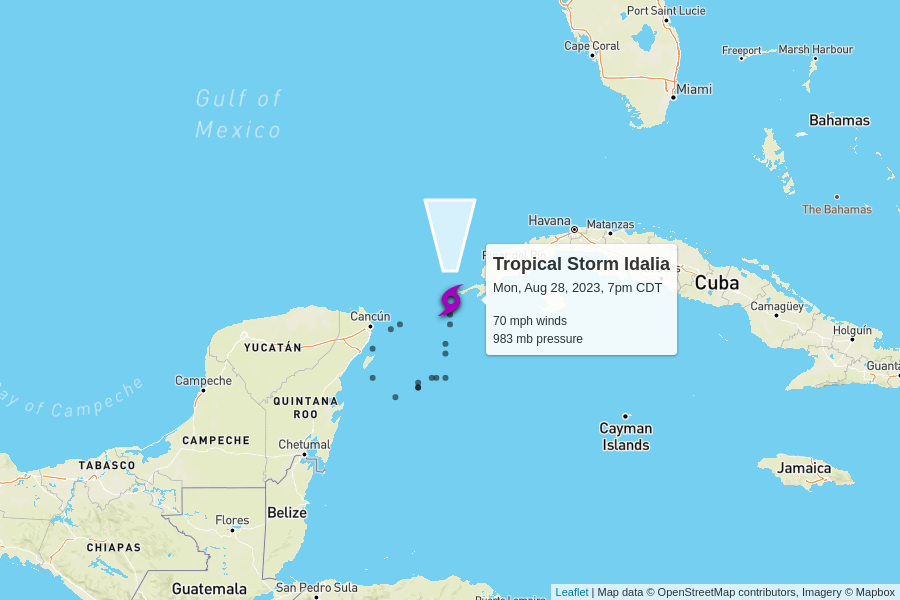 Port Saint Lucie
Cape Coral
Freeport
Marsh Harbour
Miami
Gulf of
Mexico
Bahamas
The Bahamas
Havana
Matanzas
Tropical Storm Idalia
Mon, Aug 28, 2023, 7pm CDT
70 mph winds
983 mb pressure
Cuba
Camagüey
Holguín
Cancún
YUCATÁN
Campeche
Bay of Campeche
QUINTANA
ROO
CAMPECHE
Chetumal
TABASCO
Cayman
Islands
Jamaica
Belize
Flores
CHIAPAS
Guatemala
San Pedro Sula
Leaflet | Map data © OpenStreetMap contributors, Imagery © Mapbox